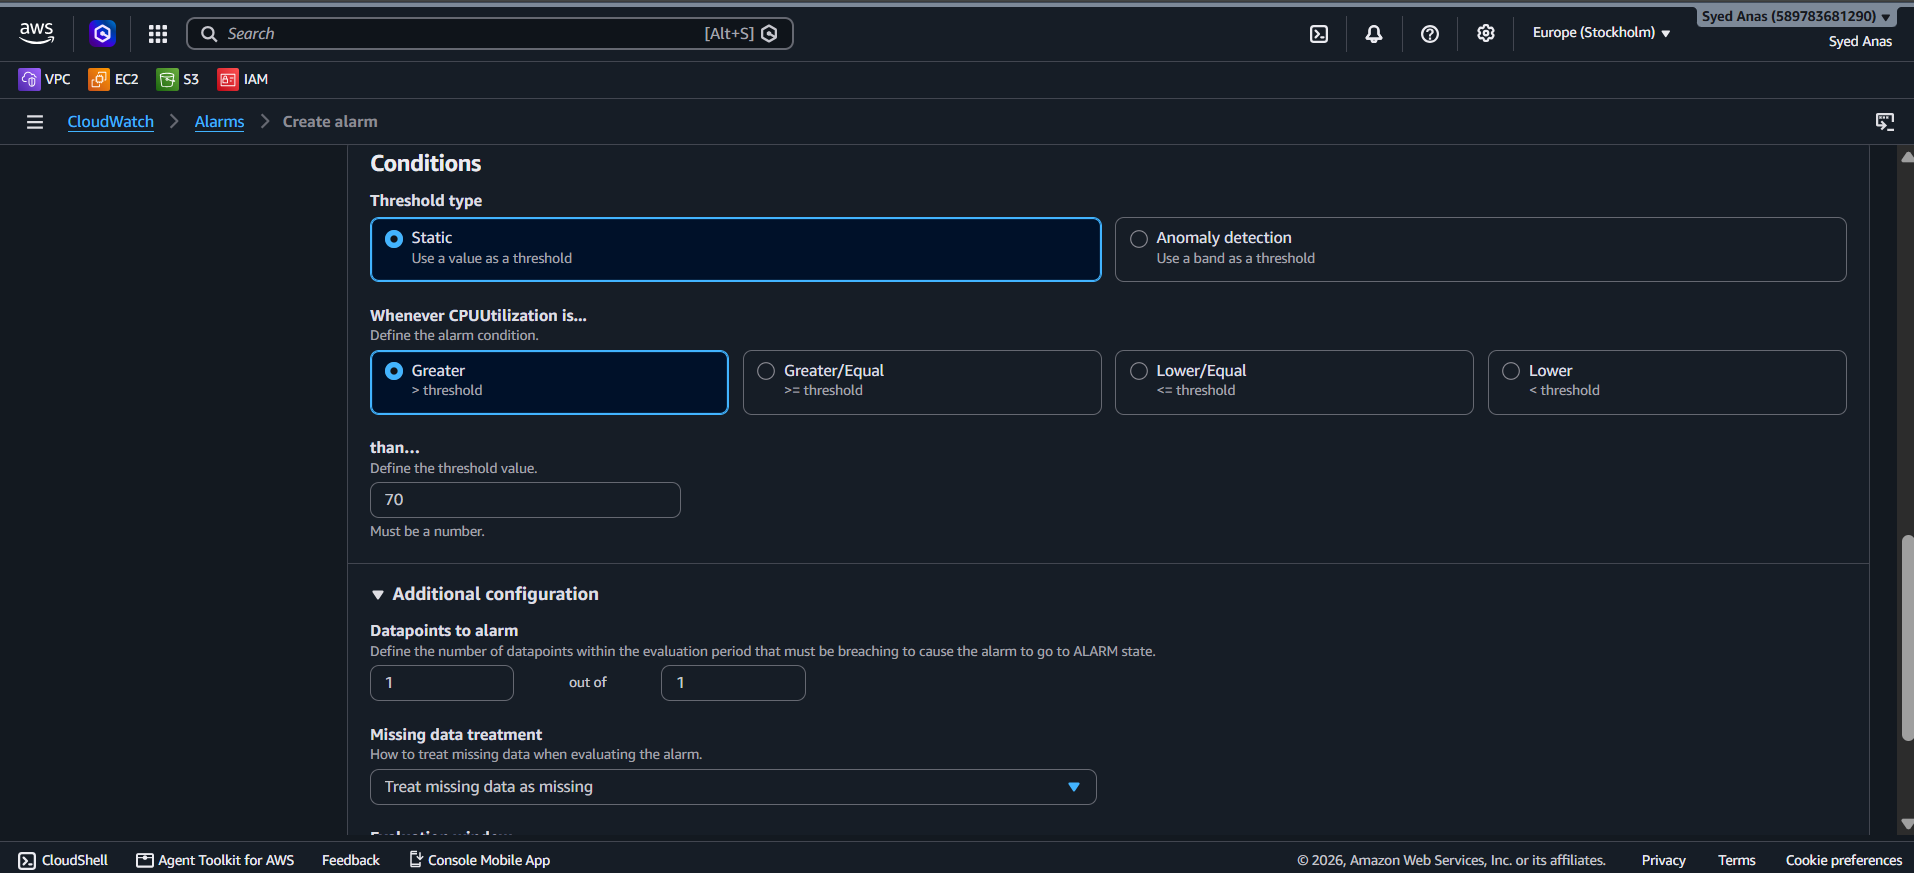 aws
Search [Alt+S]
Europe (Stockholm)
Syed Anas (589783681290)
Syed Anas
VPC EC2 S3 IAM
CloudWatch Alarms Create alarm
Conditions
Threshold type
Static
Use a value as a threshold
Anomaly detection
Use a band as a threshold
Whenever CPUUtilization is...
Define the alarm condition.
Greater
> threshold
Greater/Equal
>= threshold
Lower/Equal
<= threshold
Lower
< threshold
than...
Define the threshold value.
70
Must be a number.
Additional configuration
Datapoints to alarm
Define the number of datapoints within the evaluation period that must be breaching to cause the alarm to go to ALARM state.
1 out of 1
Missing data treatment
How to treat missing data when evaluating the alarm.
Treat missing data as missing
Evaluation window
CloudShell Agent Toolkit for AWS Feedback Console Mobile App © 2026, Amazon Web Services, Inc. or its affiliates. Privacy Terms Cookie preferences